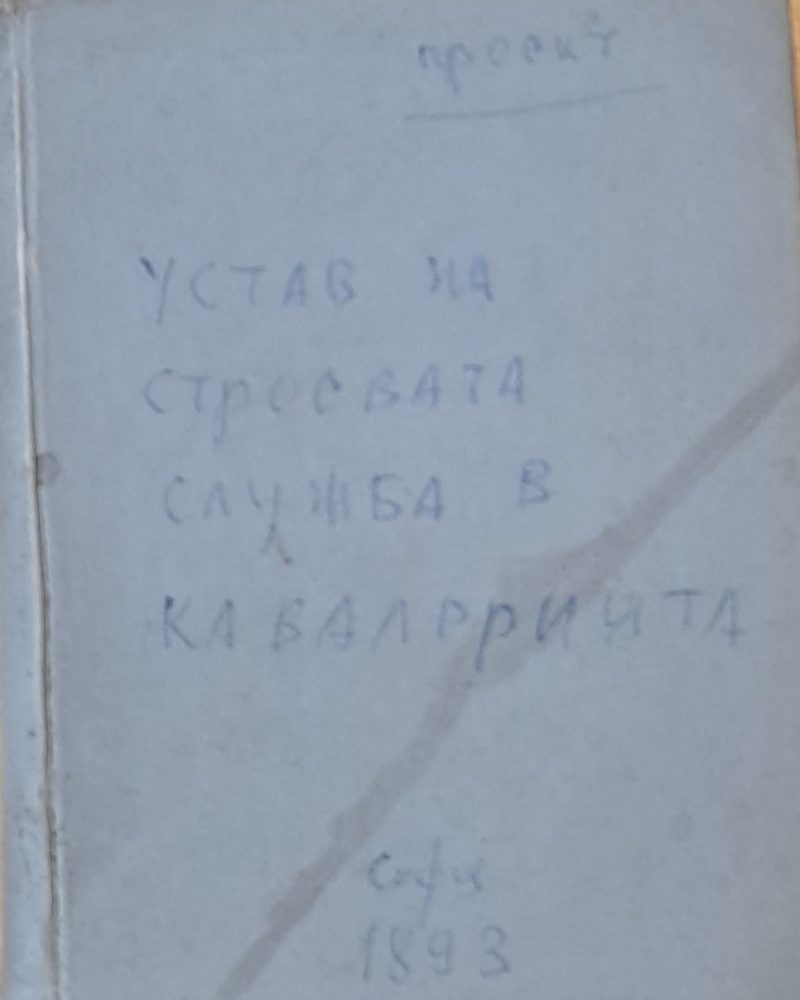 проект
УСТАВ НА
СТРОЕВАТА
СЛУЖБА В
КАВАЛЕРИЯТА
София
1893